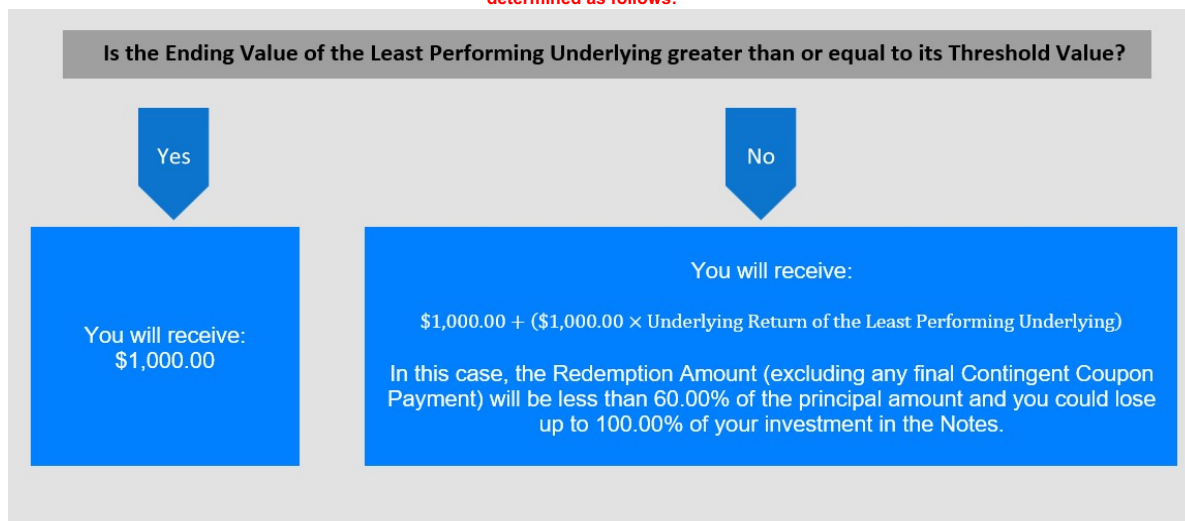 determined as follows:
Is the Ending Value of the Least Performing Underlying greater than or equal to its Threshold Value?
Yes
No
You will receive:
$1,000.00
You will receive:
$1,000.00 + ($1,000.00 × Underlying Return of the Least Performing Underlying)
In this case, the Redemption Amount (excluding any final Contingent Coupon
Payment) will be less than 60.00% of the principal amount and you could lose
up to 100.00% of your investment in the Notes.